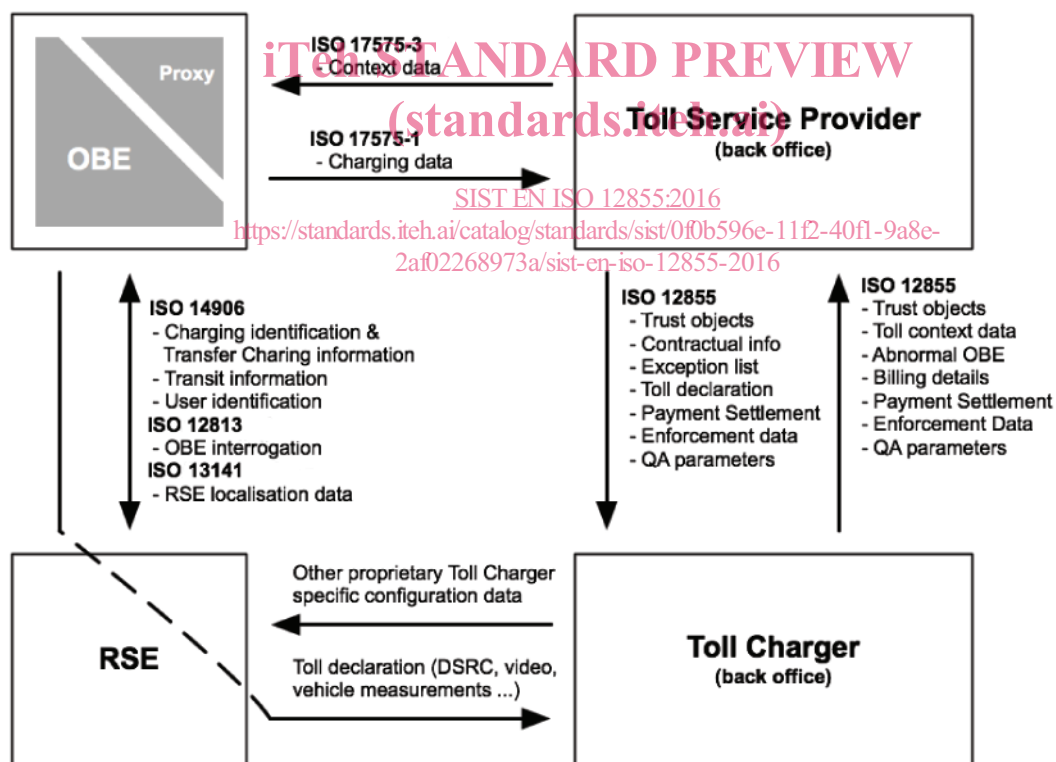 iTeh STANDARD PREVIEW
(standards.iteh.ai)
SIST EN ISO 12855:2016
https://standards.iteh.ai/catalog/standards/sist/0f0b596e-11f2-40f1-9a8e-
2af02268973a/sist-en-iso-12855-2016
Proxy
OBE
ISO 17575-3
- Context data
ISO 17575-1
- Charging data
Toll Service Provider
(back office)
ISO 14906
- Charging identification &
Transfer Charing information
- Transit information
- User identification
ISO 12813
- OBE interrogation
ISO 13141
- RSE localisation data
ISO 12855
- Trust objects
- Contractual info
- Exception list
- Toll declaration
- Payment Settlement
- Enforcement data
- QA parameters
ISO 12855
- Trust objects
- Toll context data
- Abnormal OBE
- Billing details
- Payment Settlement
- Enforcement Data
- QA parameters
RSE
Other proprietary Toll Charger
specific configuration data
Toll declaration (DSRC, video,
vehicle measurements ...)
Toll Charger
(back office)